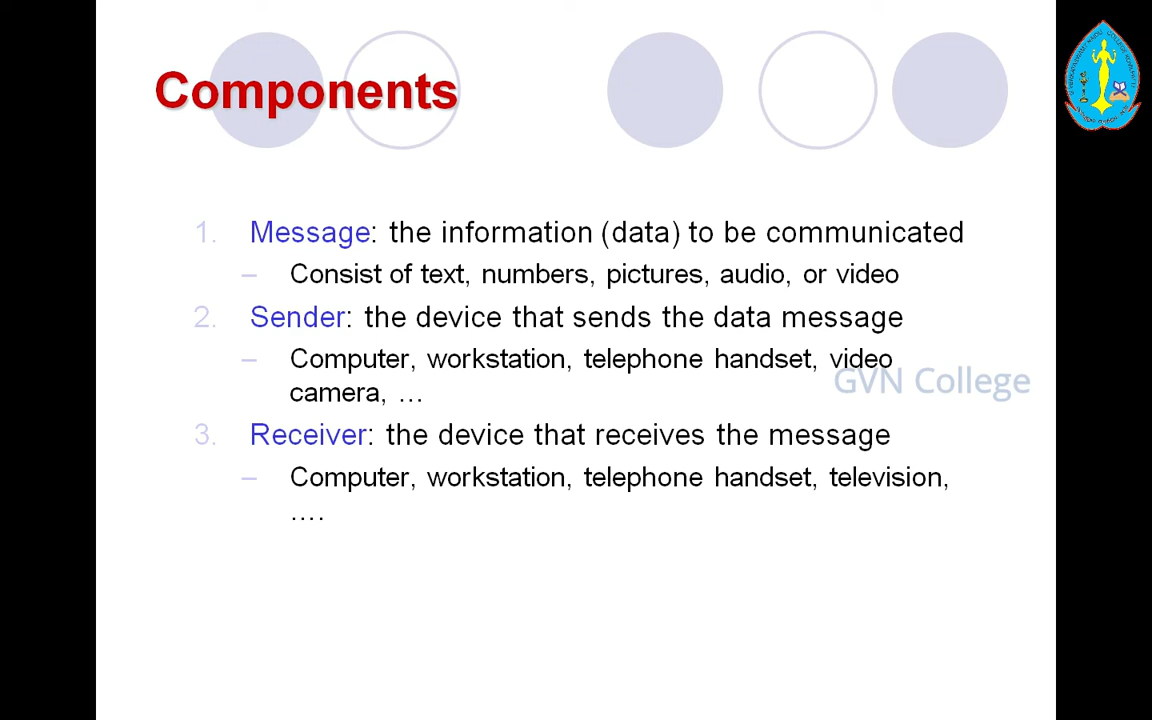 Components
1. Message: the information (data) to be communicated
– Consist of text, numbers, pictures, audio, or video
2. Sender: the device that sends the data message
– Computer, workstation, telephone handset, video
camera, …
GVN College
3. Receiver: the device that receives the message
– Computer, workstation, telephone handset, television,
….